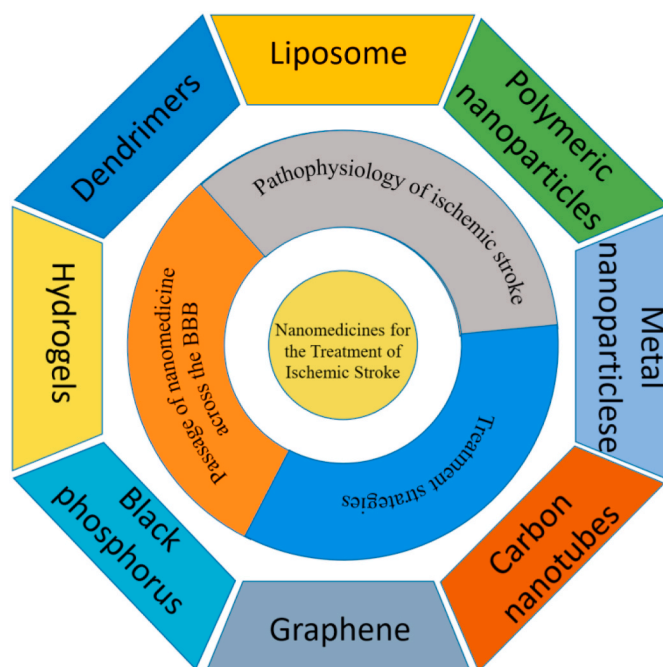 Liposome
Polymeric
nanoparticles
Metal
nanoparticlese
Carbon
nanotubes
Graphene
Black
phosphorus
Hydrogels
Dendrimers
Pathophysiology of ischemic stroke
Treatment strategies
Passage of nanomedicine
across the BBB
Nanomedicines for
the Treatment of
Ischemic Stroke